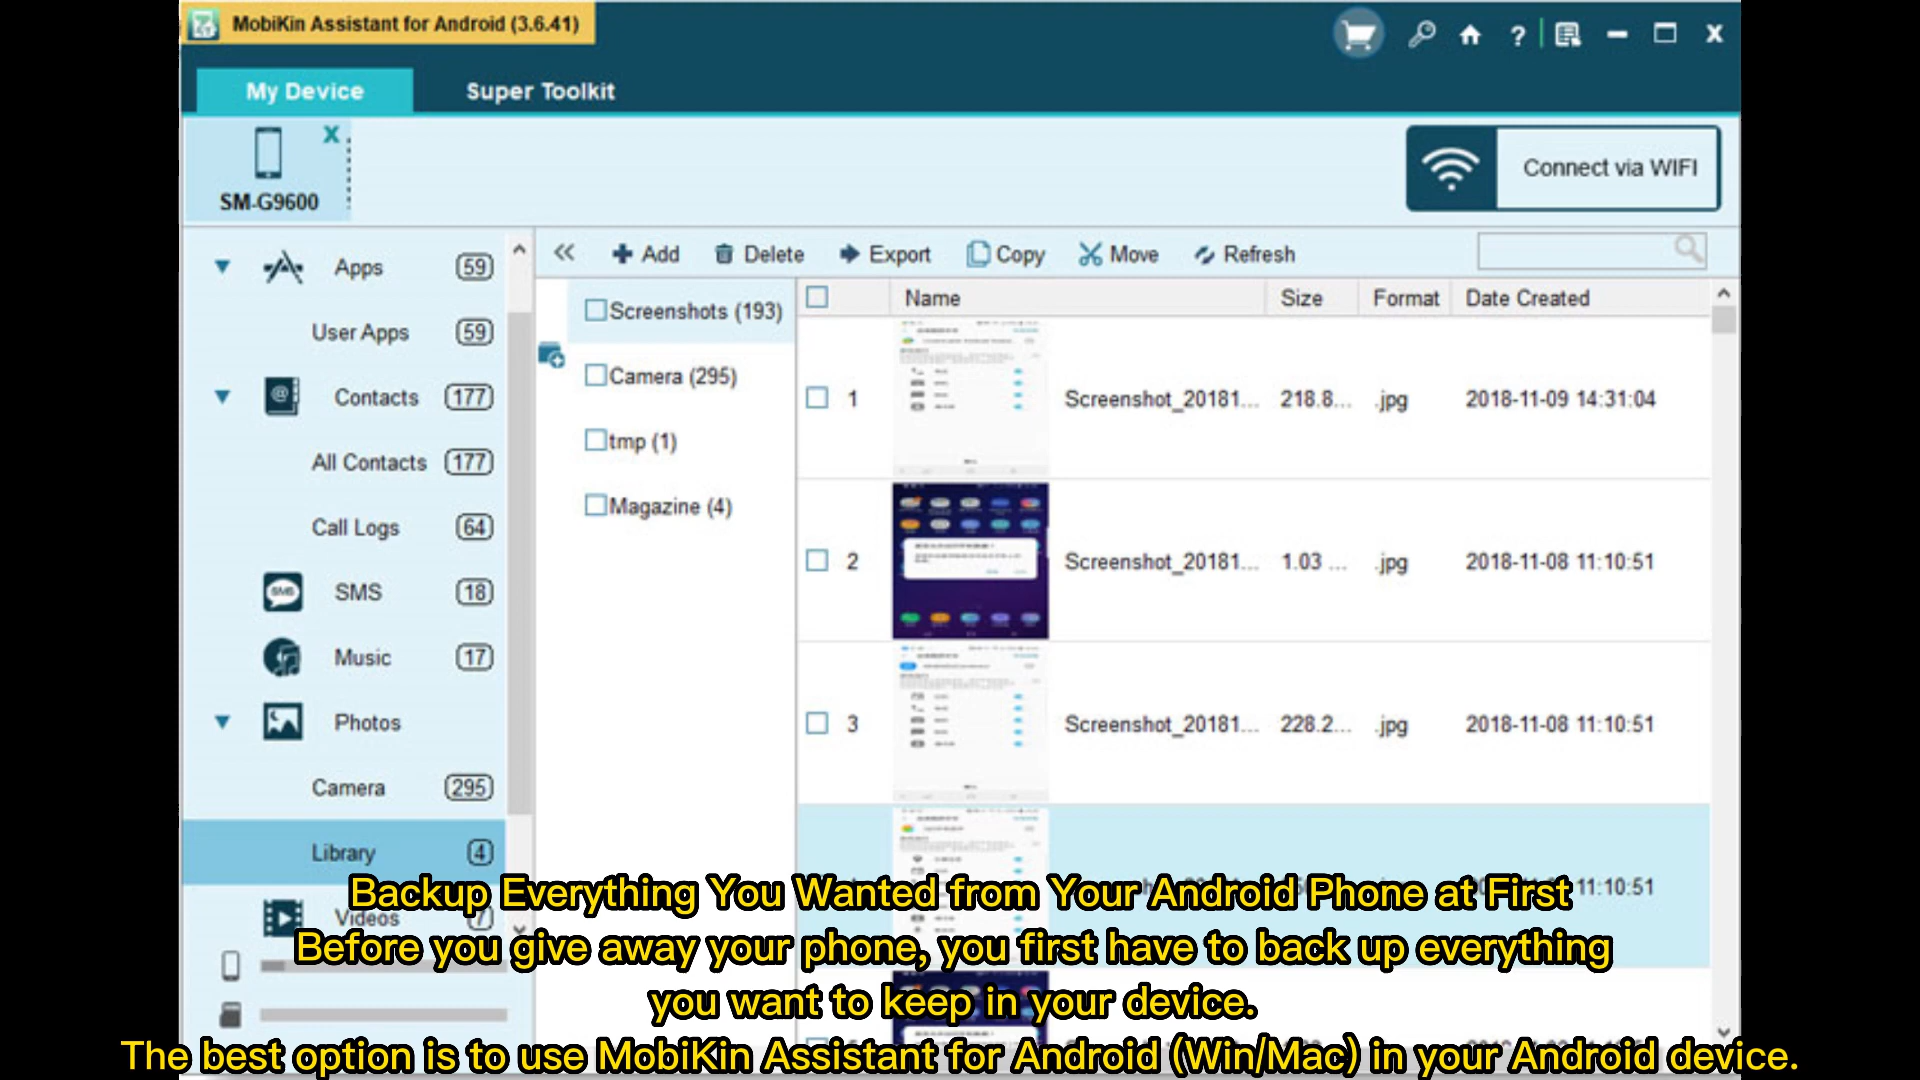 MobiKin Assistant for Android (3.6.41)
?
X
My Device
Super Toolkit
X
SM-G9600
Connect via WIFI
Apps 59
User Apps 59
Contacts 177
All Contacts 177
Call Logs 64
SMS 18
Music 17
Photos
Camera 295
Library 4
Videos 7
Add
Delete
Export
Copy
Move
Refresh
Screenshots (193)
Camera (295)
tmp (1)
Magazine (4)
Name Size Format Date Created
1 Screenshot_20181... 218.8... .jpg 2018-11-09 14:31:04
2 Screenshot_20181... 1.03 ... .jpg 2018-11-08 11:10:51
3 Screenshot_20181... 228.2... .jpg 2018-11-08 11:10:51
11:10:51
Backup Everything You Wanted from Your Android Phone at First
Before you give away your phone, you first have to back up everything
you want to keep in your device.
The best option is to use MobiKin Assistant for Android (Win/Mac) in your Android device.